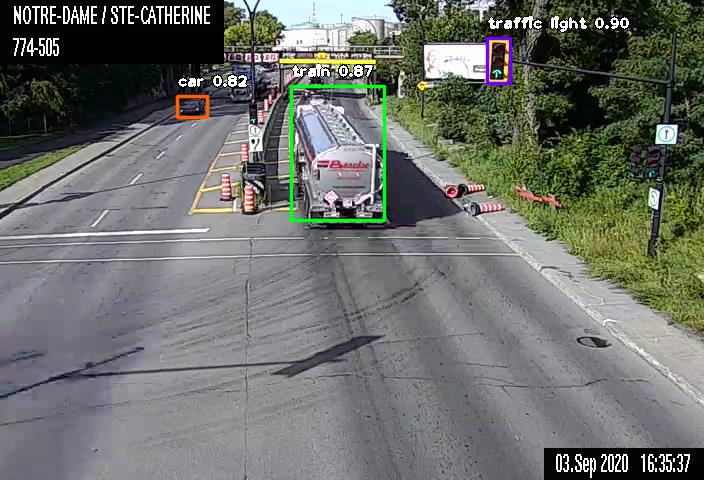 NOTRE-DAME / STE-CATHERINE
774-505
traffic light 0.90
train 0.87
car 0.82
03.Sep 2020 16:35:37